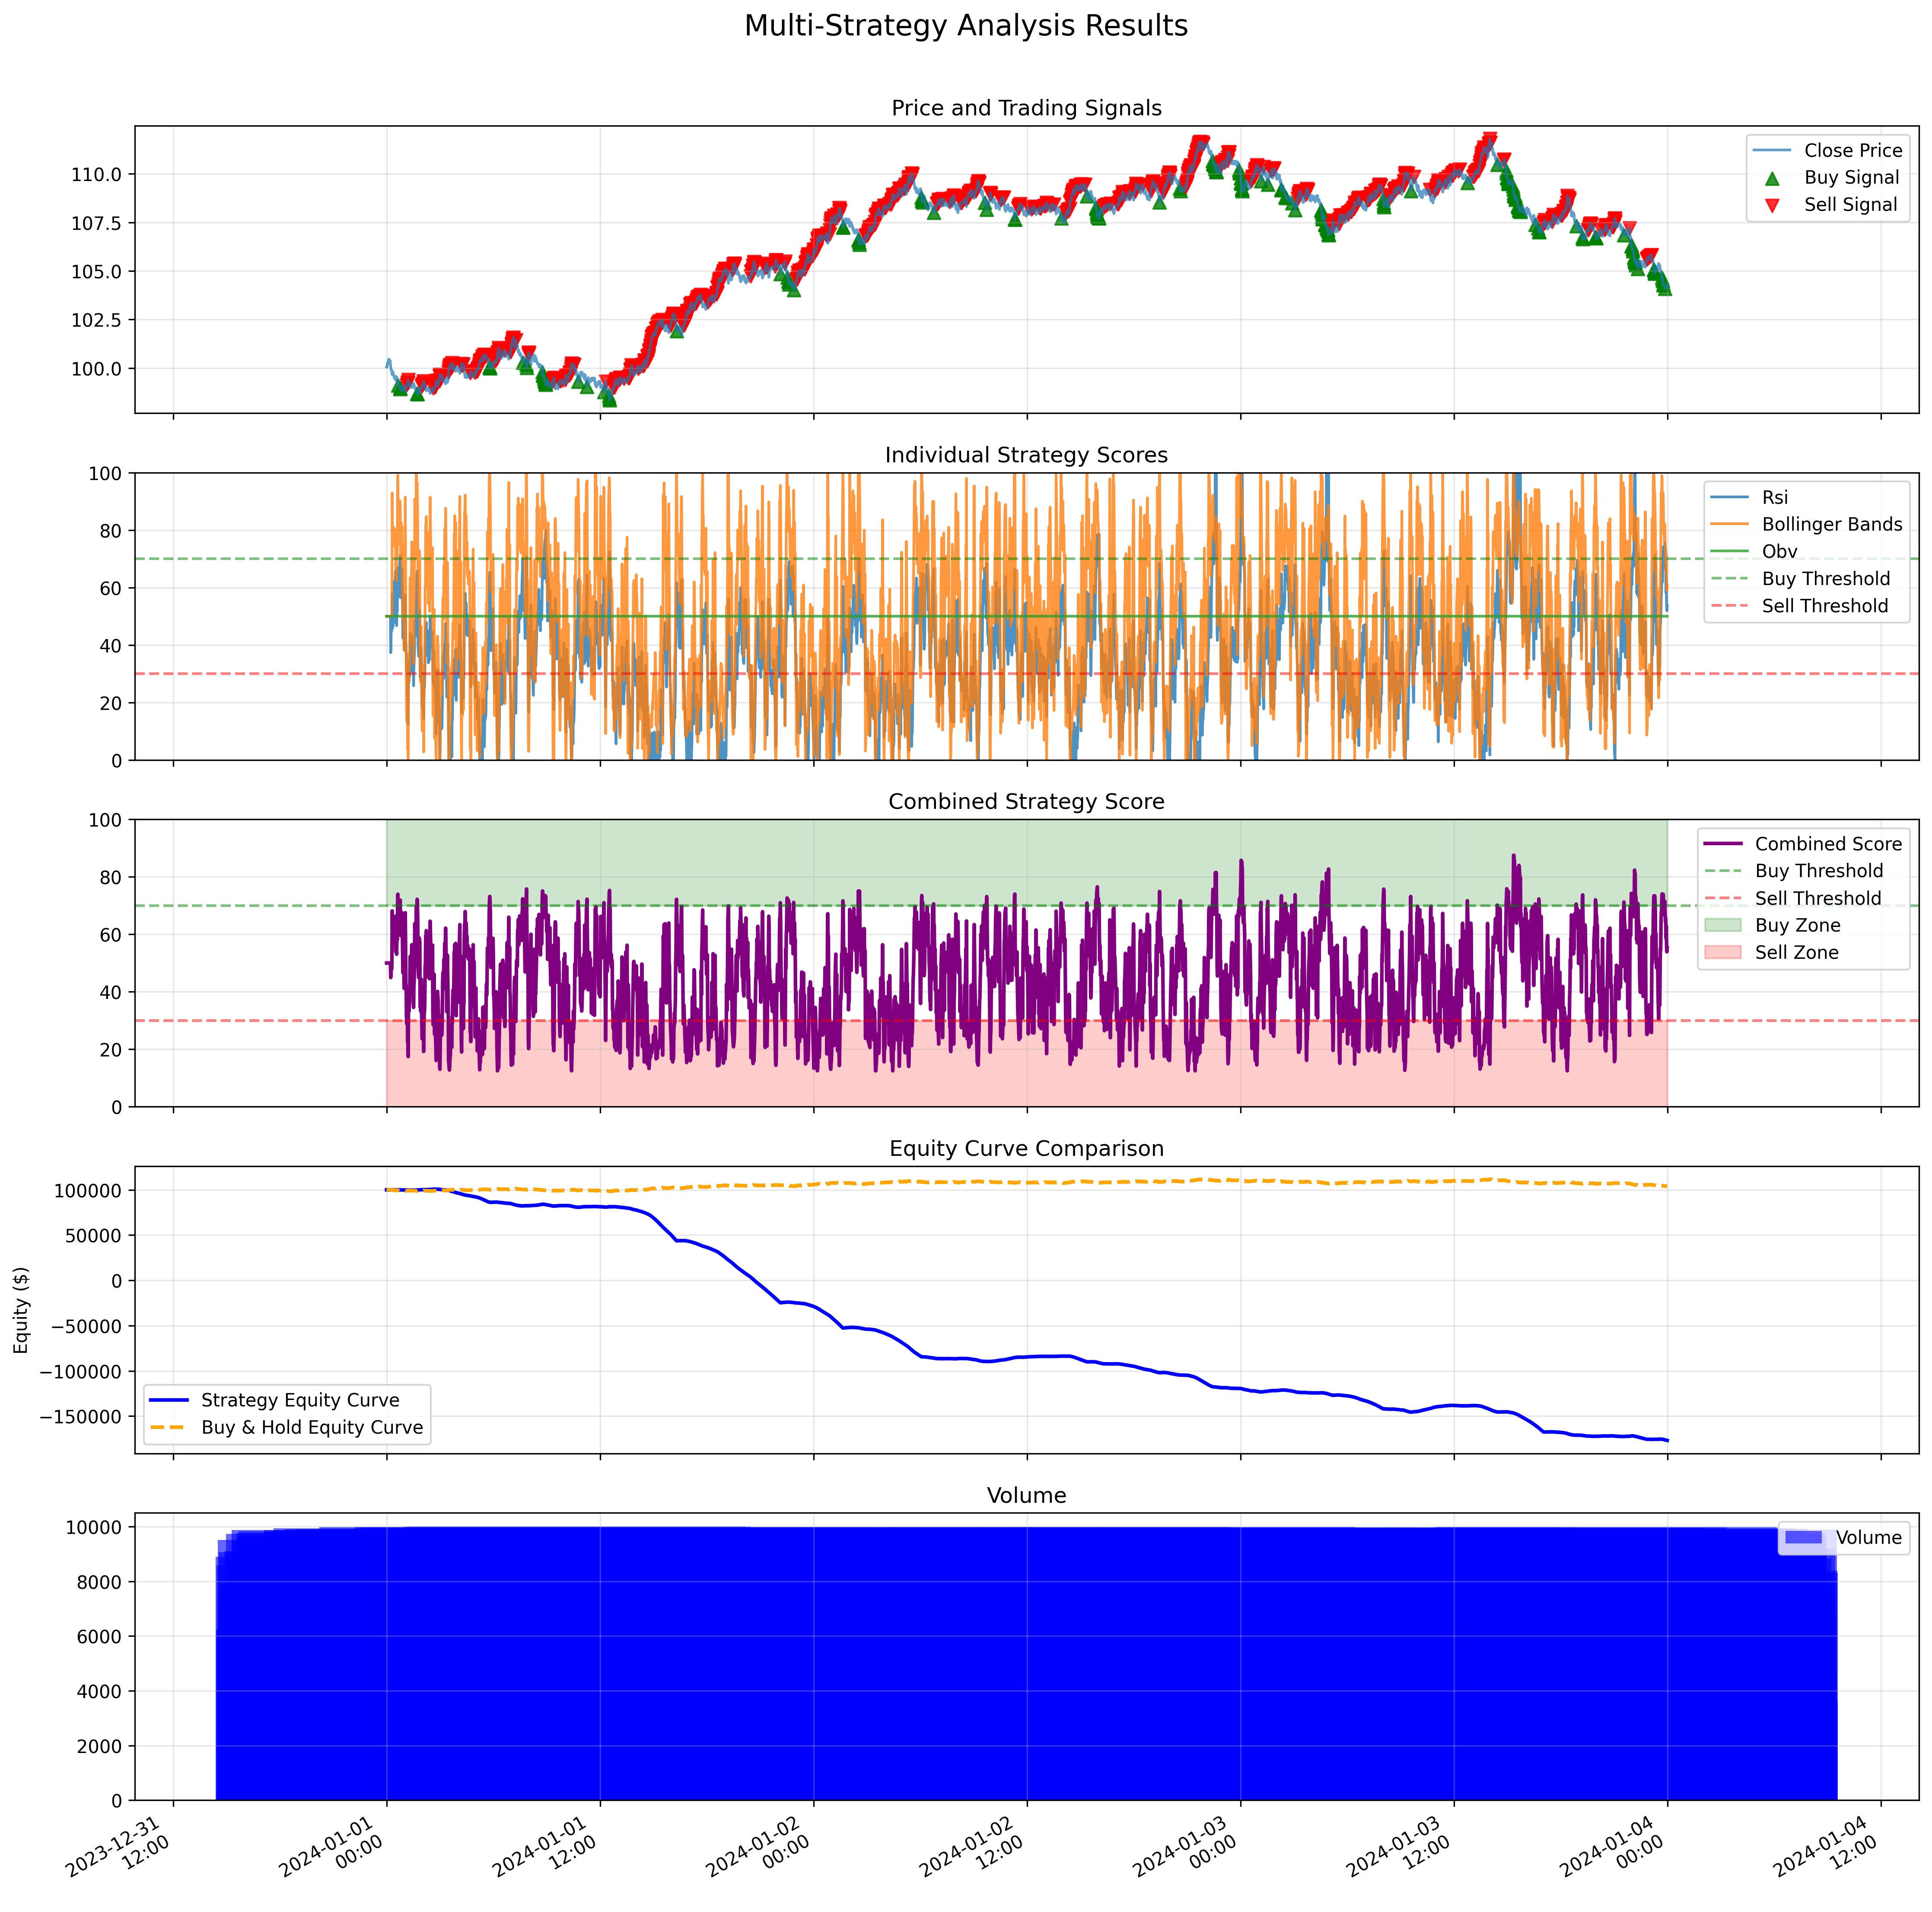 Multi-Strategy Analysis Results
Price and Trading Signals
110.0
107.5
105.0
102.5
100.0
Close Price
Buy Signal
Sell Signal
Individual Strategy Scores
100
80
60
40
20
0
Rsi
Bollinger Bands
Obv
Buy Threshold
Sell Threshold
Combined Strategy Score
100
80
60
40
20
0
Combined Score
Buy Threshold
Sell Threshold
Buy Zone
Sell Zone
Equity Curve Comparison
Equity ($)
100000
50000
0
−50000
−100000
−150000
Strategy Equity Curve
Buy & Hold Equity Curve
Volume
10000
8000
6000
4000
2000
0
Volume
2023-12-31
12:00
2024-01-01
00:00
2024-01-01
12:00
2024-01-02
00:00
2024-01-02
12:00
2024-01-03
00:00
2024-01-03
12:00
2024-01-04
00:00
2024-01-04
12:00